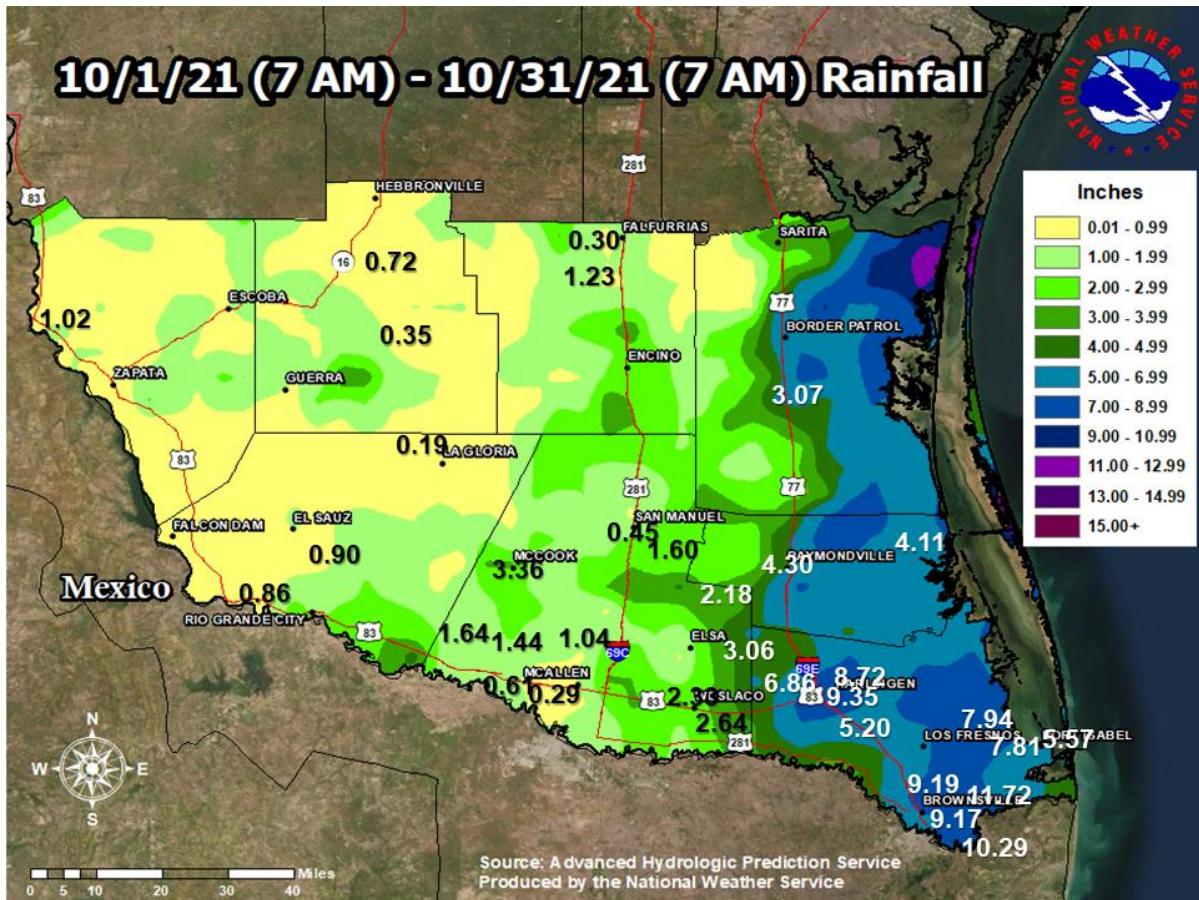 10/1/21 (7 AM) - 10/31/21 (7 AM) Rainfall
NATIONAL WEATHER SERVICE
Inches
0.01 - 0.99
1.00 - 1.99
2.00 - 2.99
3.00 - 3.99
4.00 - 4.99
5.00 - 6.99
7.00 - 8.99
9.00 - 10.99
11.00 - 12.99
13.00 - 14.99
15.00+
281
83
HEBBRONVILLE
FALFURRIAS
SARITA
0.30
16
0.72
1.23
ESCOBA
77
1.02
BORDER PATROL
0.35
ENCINO
ZAPATA
GUERRA
3.07
0.19
LA GLORIA
83
281
77
SAN MANUEL
FALCON DAM
EL SAUZ
0.45
1.60
4.11
0.90
MCCOOK
3.36
RAYMONDVILLE
4.30
Mexico
0.86
2.18
RIO GRANDE CITY
83
1.64
1.44
1.04
69C
ELSA
3.06
69E
MCALLEN
0.29
6.86
8.72
83
9.35
83
2.64
5.20
7.94
281
LOS FRESNOS
7.81
5.57
N
W
E
S
9.19
11.72
BROWNSVILLE
9.17
10.29
Miles
0 5 10 20 30 40
Source: Advanced Hydrologic Prediction Service
Produced by the National Weather Service